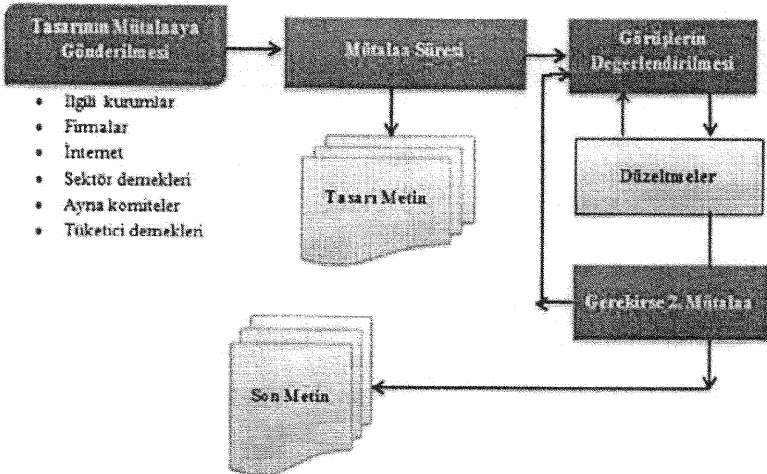 Tasarının Mütalaaya
Gönderilmesi
Mütalaa Süresi
Görüşlerin
Değerlendirilmesi
• İlgili kurumlar
• Firmalar
• İnternet
• Sektör dernekleri
• Ayna komiteler
• Tüketici dernekleri
Tasarı Metin
Düzeltmeler
Gerekirse 2. Mütalaa
Son Metin